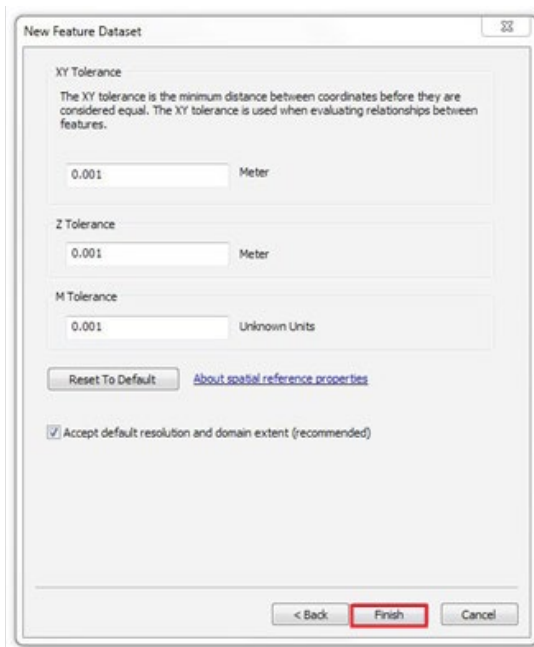 New Feature Dataset
XY Tolerance
The XY tolerance is the minimum distance between coordinates before they are
considered equal. The XY tolerance is used when evaluating relationships between
features.
0.001 Meter
Z Tolerance
0.001 Meter
M Tolerance
0.001 Unknown Units
Reset To Default About spatial reference properties
Accept default resolution and domain extent (recommended)
< Back Finish Cancel